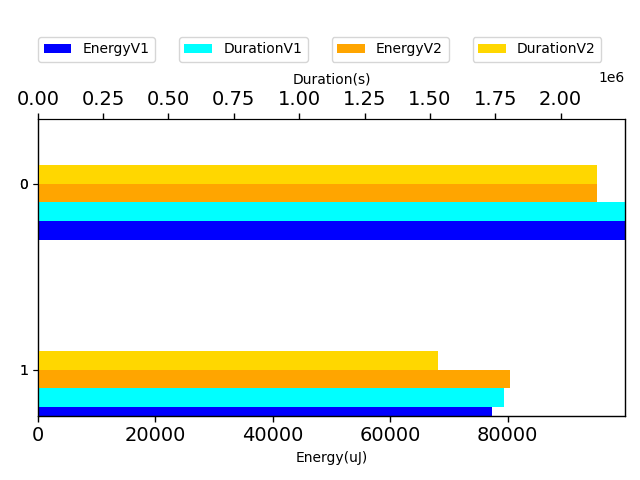 EnergyV1 DurationV1 EnergyV2 DurationV2
Duration(s)
1e6
0.00 0.25 0.50 0.75 1.00 1.25 1.50 1.75 2.00
0
1
0 20000 40000 60000 80000
Energy(uJ)